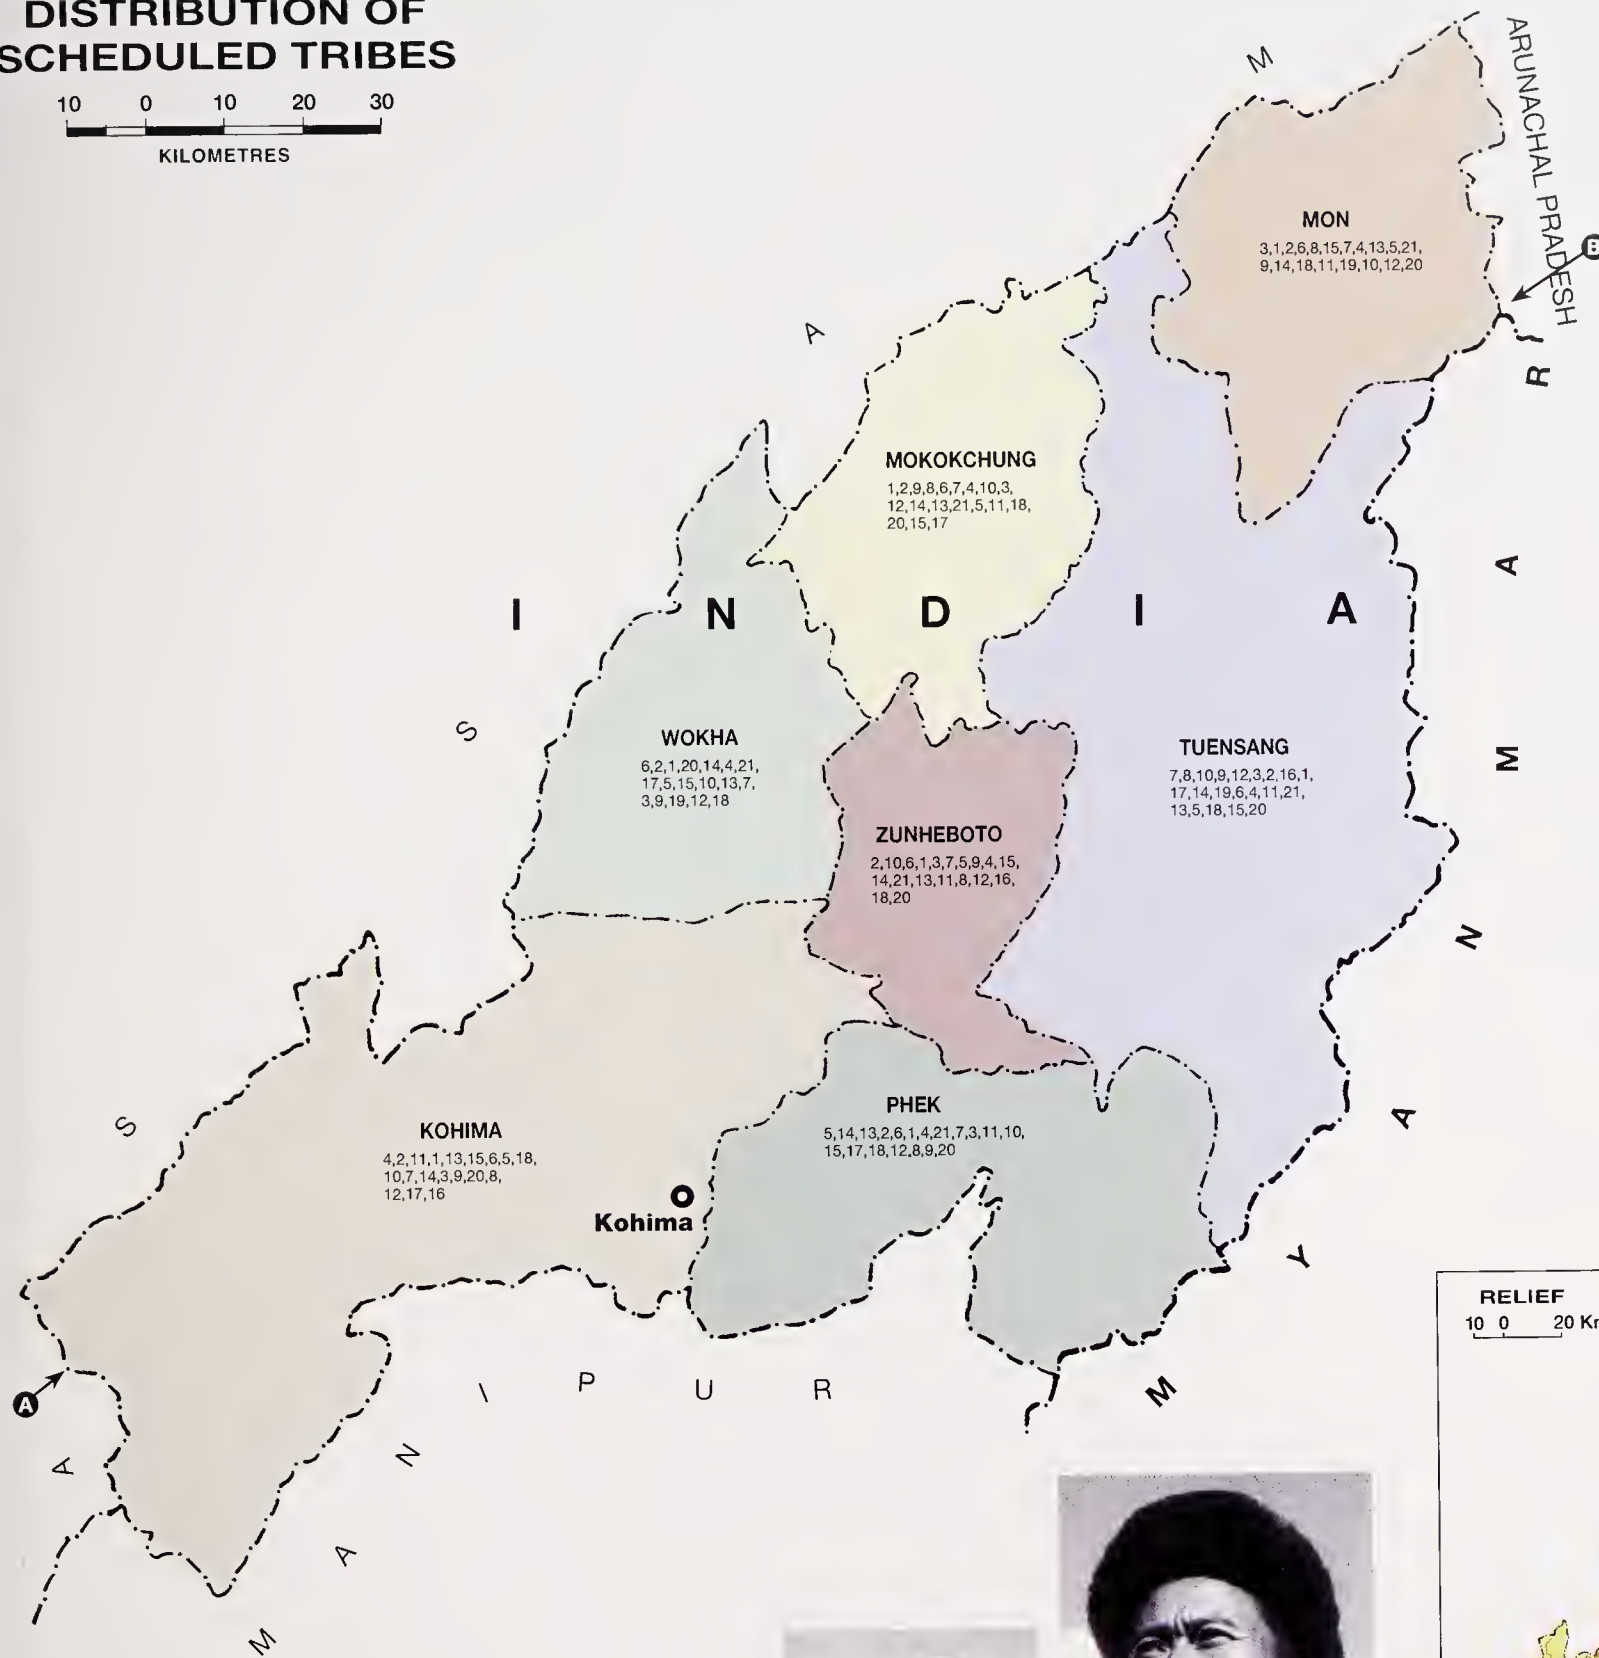 DISTRIBUTION OF
SCHEDULED TRIBES
10 0 10 20 30
KILOMETRES
ARUNACHAL PRADESH
B
MON
3,1,2,6,8,15,7,4,13,5,21,
9,14,18,11,19,10,12,20
MOKOKCHUNG
1,2,9,8,6,7,4,10,3,
12,14,13,21,5,11,18,
20,15,17
I N D I A
WOKHA
6,2,1,20,14,4,21,
17,5,15,10,13,7,
3,9,19,12,18
TUENSANG
7,8,10,9,12,3,2,16,1,
17,14,19,6,4,11,21,
13,5,18,15,20
ZUNHEBOTO
2,10,6,1,3,7,5,9,4,15,
14,21,13,11,8,12,16,
18,20
PHEK
5,14,13,2,6,1,4,21,7,3,11,10,
15,17,18,12,8,9,20
KOHIMA
4,2,11,1,13,15,6,5,18,
10,7,14,3,9,20,8,
12,17,16
Kohima
A
A S S A M
M A N I P U R
M Y A N M A R
RELIEF
10 0 20